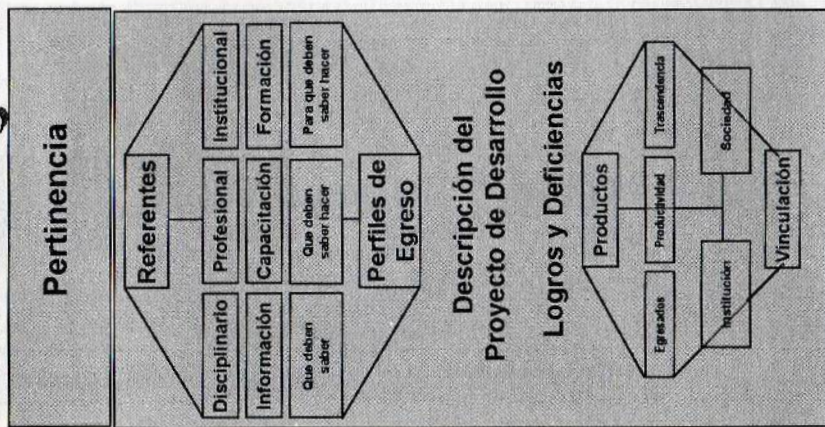 Pertinencia
Referentes
Disciplinario
Profesional
Institucional
Información
Capacitación
Formación
Que deben
saber
Que deben
saber hacer
Para que deben
saber hacer
Perfiles de
Egreso
Descripción del
Proyecto de Desarrollo
Logros y Deficiencias
Productos
Egresados
Productividad
Trascendencia
Institución
Sociedad
Vinculación